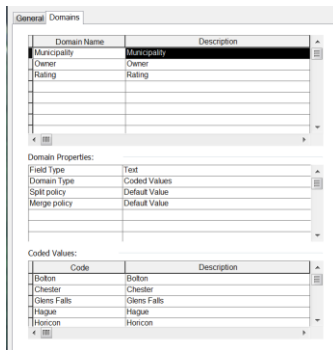 General Domains
Domain Name Description
Municipality Municipality
Owner Owner
Rating Rating
Domain Properties:
Field Type Text
Domain Type Coded Values
Split policy Default Value
Merge policy Default Value
Coded Values:
Code Description
Bolton Bolton
Chester Chester
Glens Falls Glens Falls
Hague Hague
Horicon Horicon